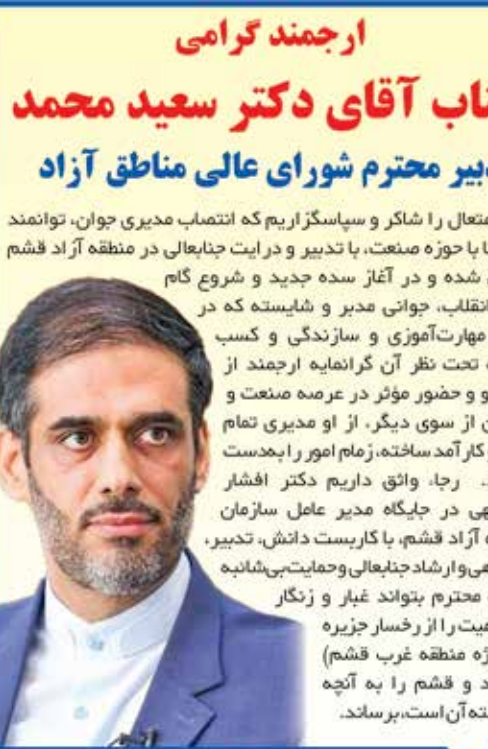 ارجمند گرامی
ناب آقای دکتر سعید محمد
بیر محترم شورای عالی مناطق آزاد
متعال را شاکر و سپاسگزاریم که انتصاب مدیری جوان، توانمند
با حوزه صنعت، با تدبیر و درایت جنابعالی در منطقه آزاد قشم
شده و در آغاز سده جدید و شروع گام
انقلاب، جوانی مدبر و شایسته که در
مهارت‌آموزی و سازندگی و کسب
تحت نظر آن گرانمایه ارجمند از
و حضور مؤثر در عرصه صنعت و
از سوی دیگر، از او مدیری تمام
کارآمد ساخته، زمام امور را به‌دست
رجا، واثق داریم دکتر افشار
در جایگاه مدیر عامل سازمان
آزاد قشم، با کاربست دانش، تدبیر،
و ارشاد جنابعالی و حمایت بی‌شائبه
محترم بتواند غبار و زنگار
را از رخسار جزیره
منطقه غرب قشم)
و قشم را به آنچه
آن است، برساند.